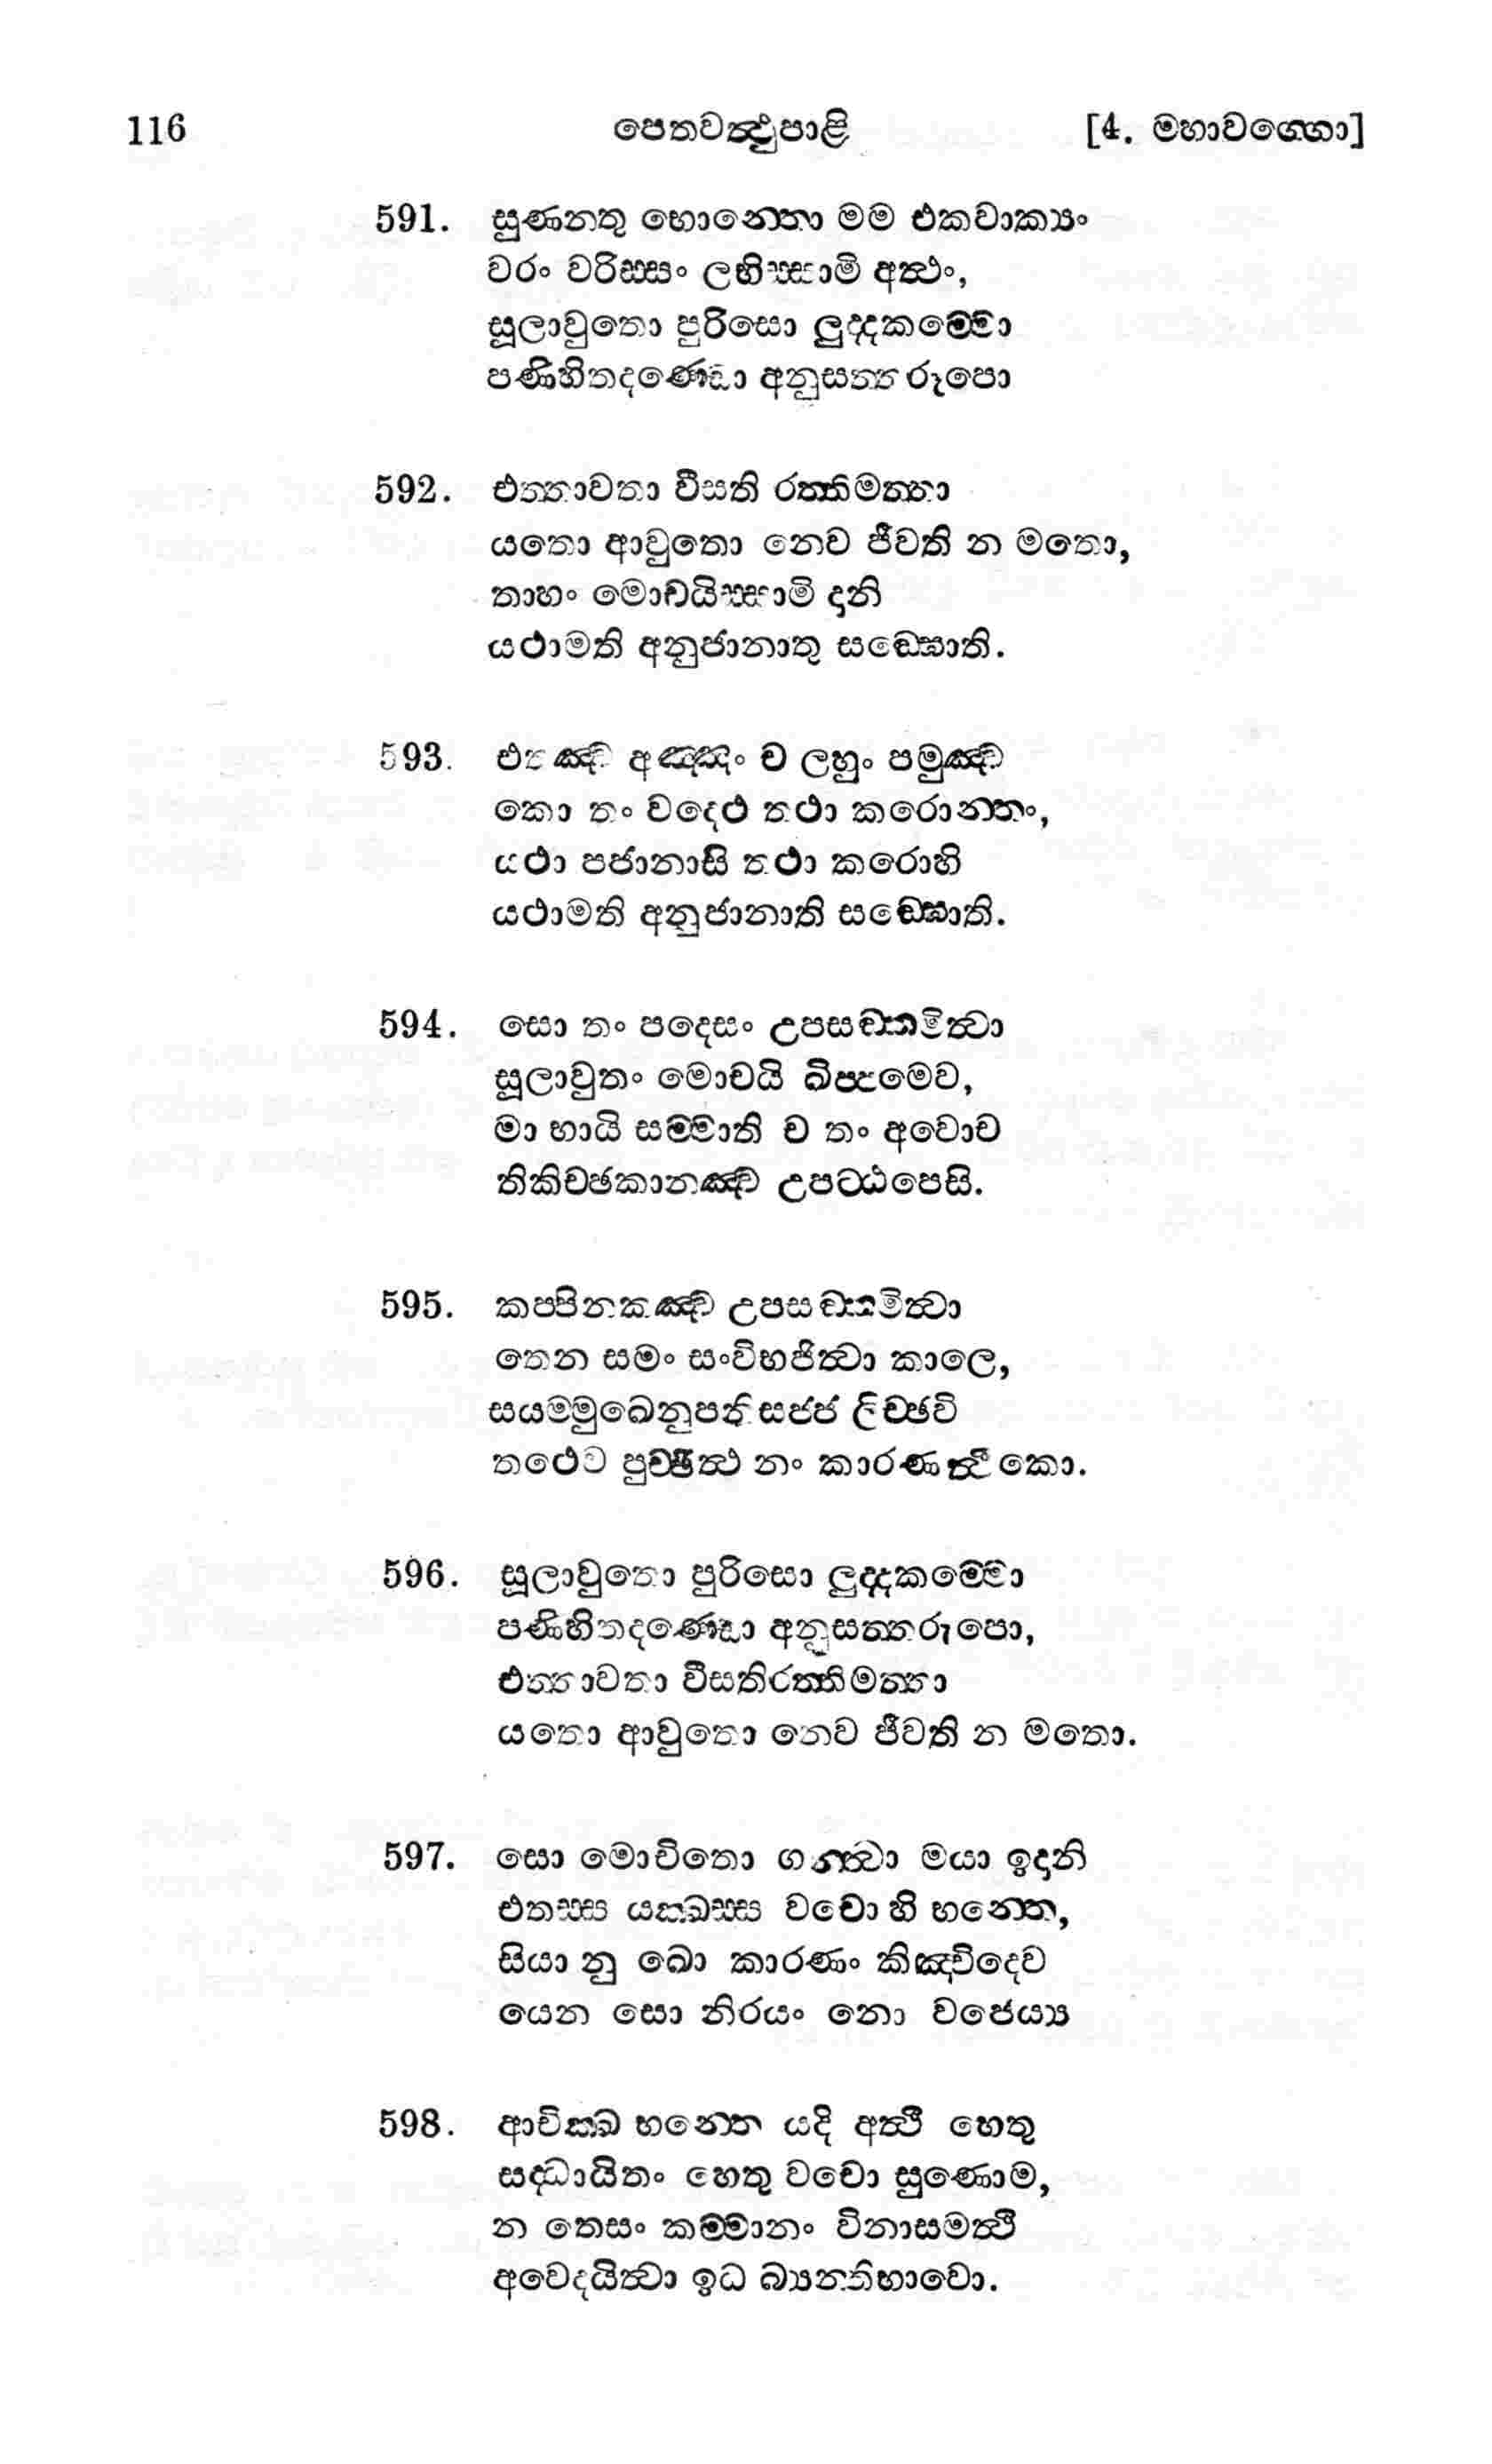 116 පෙතවත්‍ථුපාළි [4. මහාවග්ගො]
591. සුණන්තු භොන්තො මම එකවාක්‍යං
වරං වරිස්සං ලභිස්සාමි අත්‍ථං,
සූලාවුතො පුරිසො ලුද්දකම්මො
පණිහිතදණ්ඩො අනුසත්තරූපො
592. එත්තාවතා වීසති රත්තිමත්තා
යතො ආවුතො නෙව ජීවති න මතො,
තාහං මොචයිස්සාමි දානි
යථාමති අනුජානාතු සඞ්ඝොති.
593. එතඤ්ච අඤ්ඤං ච ලහුං පමුඤ්ච
කො තං වදෙථ තථා කරොන්තං,
යථා පජානාසි තථා කරොහි
යථාමති අනුජානාති සඞ්ඝොති.
594. සො තං පදෙසං උපසඞ්කමිත්‍වා
සූලාවුතං මොචයි ඛිප්පමෙව,
මා භායි සම්මාති ච තං අවොච
තිකිච්ඡකානඤ්ච උපට්ඨපෙසි.
595. කප්පිනකඤ්ච උපසඞ්කමිත්‍වා
තෙන සමං සංවිභජිත්‍වා කාලෙ,
සයම්මුඛෙනුපනිසජ්ජ ලිච්ඡවි
තථෙව පුච්ඡිත්‍ථ නං කාරණත්‍ථිකො.
596. සූලාවුතො පුරිසො ලුද්දකම්මො
පණිහිතදණ්ඩො අනුසත්තරූපො,
එත්තාවතා වීසතිරත්තිමත්තා
යතො ආවුතො නෙව ජීවති න මතො.
597. සො මොචිතො ගන්ත්‍වා මයා ඉදානි
එතස්ස යක්ඛස්ස වචො හි භන්තෙ,
සියා නු ඛො කාරණං කිඤ්චිදෙව
යෙන සො නිරයං නො වජෙය්‍ය
598. ආචික්ඛ භන්තෙ යදි අත්‍ථි හෙතු
සද්ධායිතං හෙතු වචො සුණොම,
න තෙසං කම්මානං විනාසමත්‍ථි
අවෙදයිත්‍වා ඉධ බ්‍යන්තිභාවො.